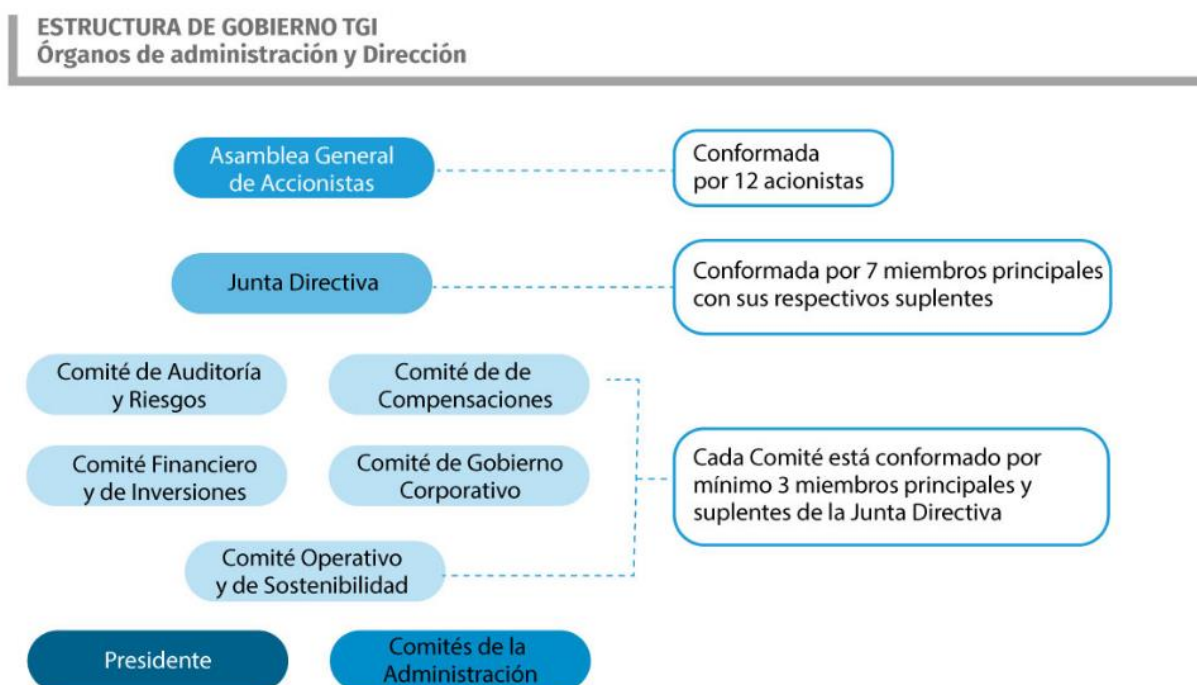 ESTRUCTURA DE GOBIERNO TGI
Órganos de administración y Dirección
Asamblea General
de Accionistas
Conformada
por 12 acionistas
Junta Directiva
Conformada por 7 miembros principales
con sus respectivos suplentes
Comité de Auditoría
y Riesgos
Comité de de
Compensaciones
Comité Financiero
y de Inversiones
Comité de Gobierno
Corporativo
Cada Comité está conformado por
mínimo 3 miembros principales y
suplentes de la Junta Directiva
Comité Operativo
y de Sostenibilidad
Presidente
Comités de la
Administración